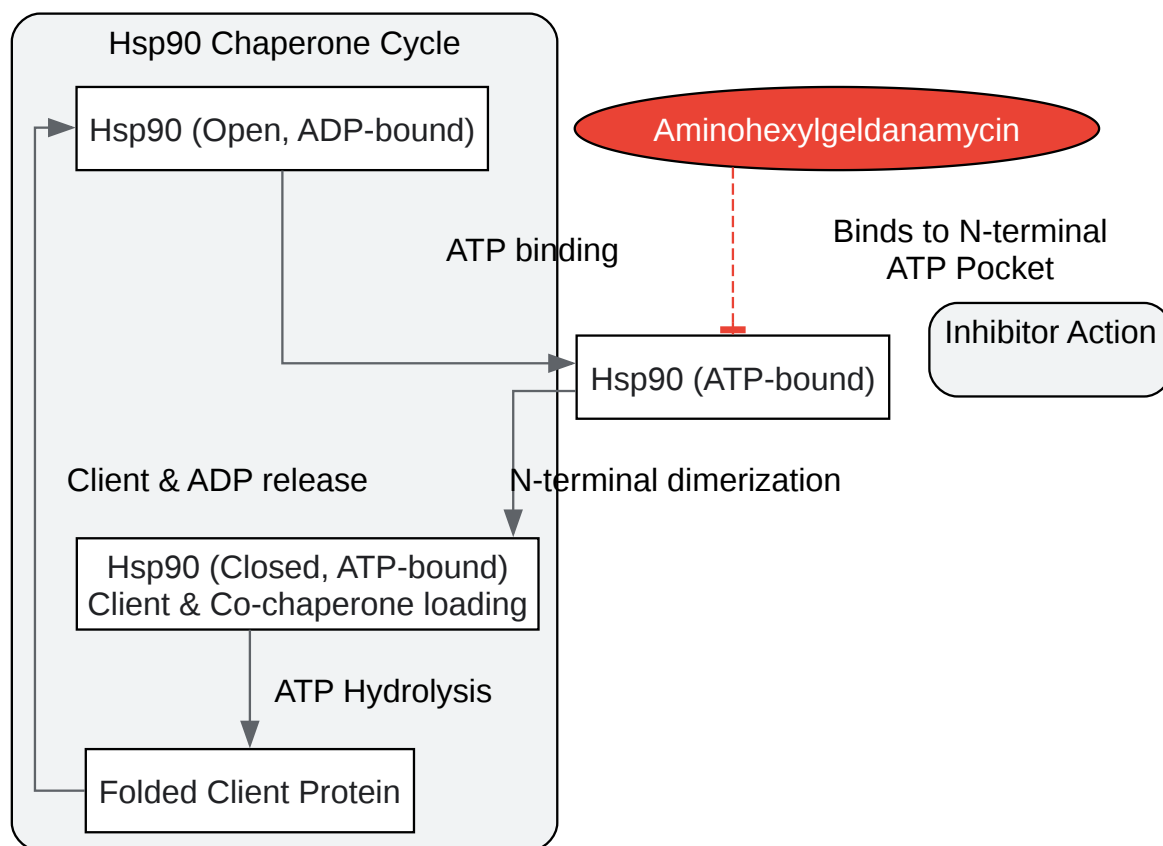 Hsp90 Chaperone Cycle
Hsp90 (Open, ADP-bound)
Aminohexylgeldanamycin
ATP binding
Binds to N-terminal
ATP Pocket
Inhibitor Action
Hsp90 (ATP-bound)
Client & ADP release
N-terminal dimerization
Hsp90 (Closed, ATP-bound)
Client & Co-chaperone loading
ATP Hydrolysis
Folded Client Protein